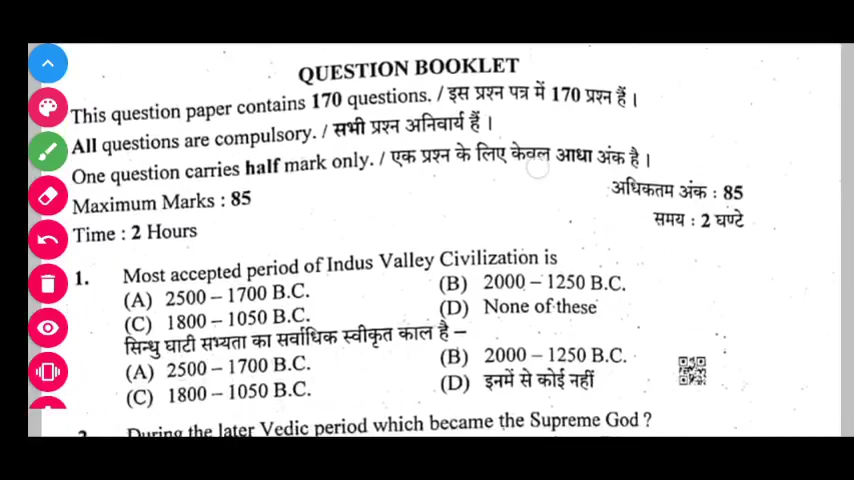 QUESTION BOOKLET
This question paper contains 170 questions. / इस प्रश्न पत्र में 170 प्रश्न हैं।
All questions are compulsory. / सभी प्रश्न अनिवार्य हैं।
One question carries half mark only. / एक प्रश्न के लिए केवल आधा अंक है।
Maximum Marks : 85 अधिकतम अंक : 85
Time : 2 Hours समय : 2 घण्टे
1. Most accepted period of Indus Valley Civilization is
(A) 2500 – 1700 B.C. (B) 2000 – 1250 B.C.
(C) 1800 – 1050 B.C. (D) None of these
सिन्धु घाटी सभ्यता का सर्वाधिक स्वीकृत काल है –
(A) 2500 – 1700 B.C. (B) 2000 – 1250 B.C.
(C) 1800 – 1050 B.C. (D) इनमें से कोई नहीं
During the later Vedic period which became the Supreme God ?